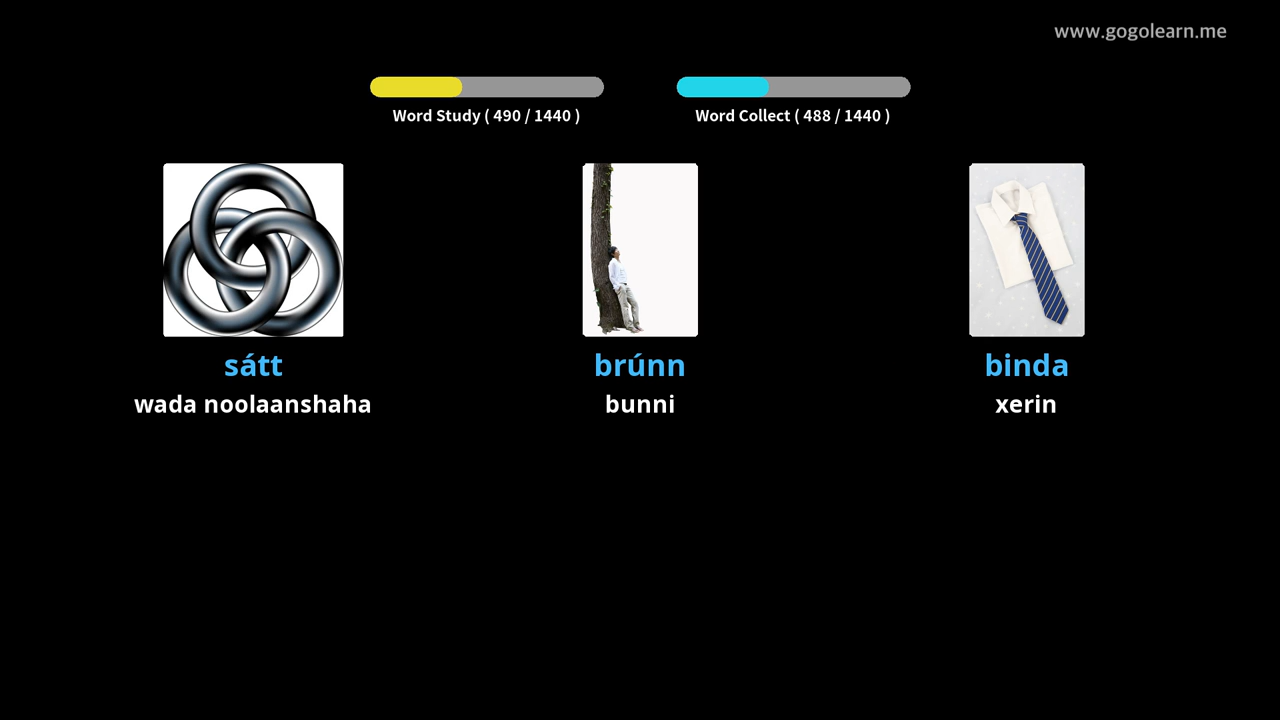 www.gogolearn.me
Word Study ( 490 / 1440 )
Word Collect ( 488 / 1440 )
sátt
wada noolaanshaha
brúnn
bunni
binda
xerin